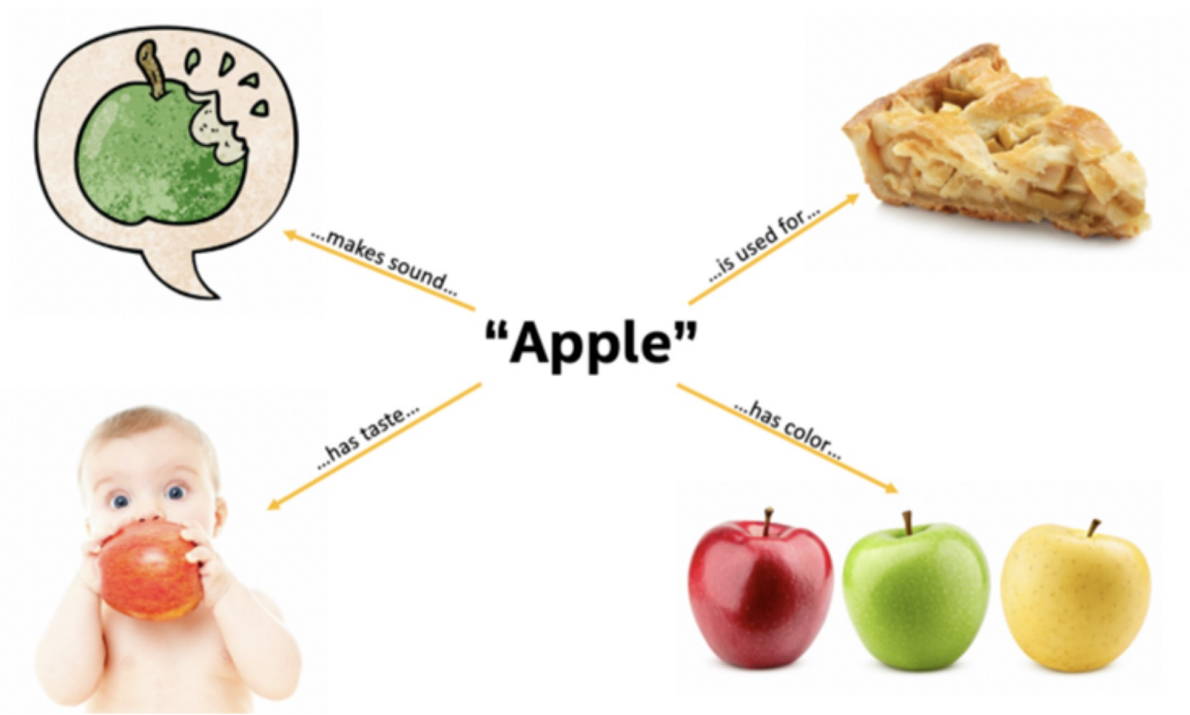 ...makes sound...
...is used for...
“Apple”
...has taste...
...has color...